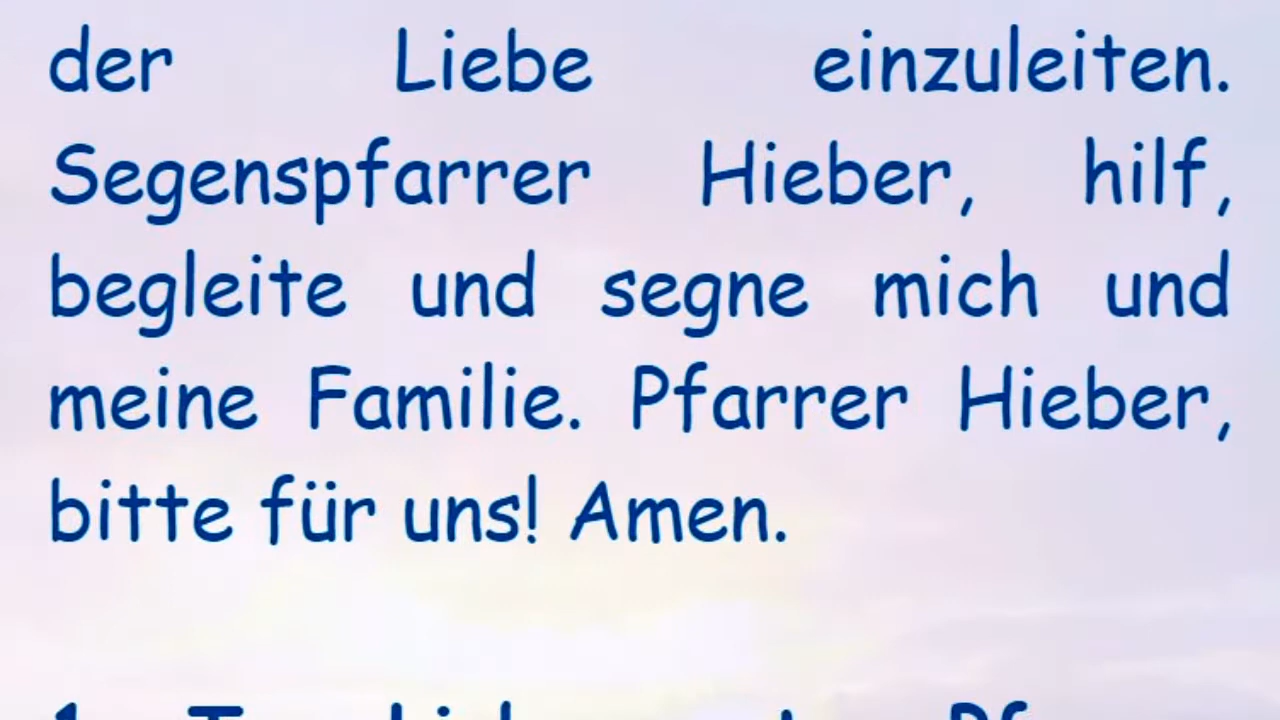 der Liebe einzuleiten.
Segenspfarrer Hieber, hilf,
begleite und segne mich und
meine Familie. Pfarrer Hieber,
bitte für uns! Amen.